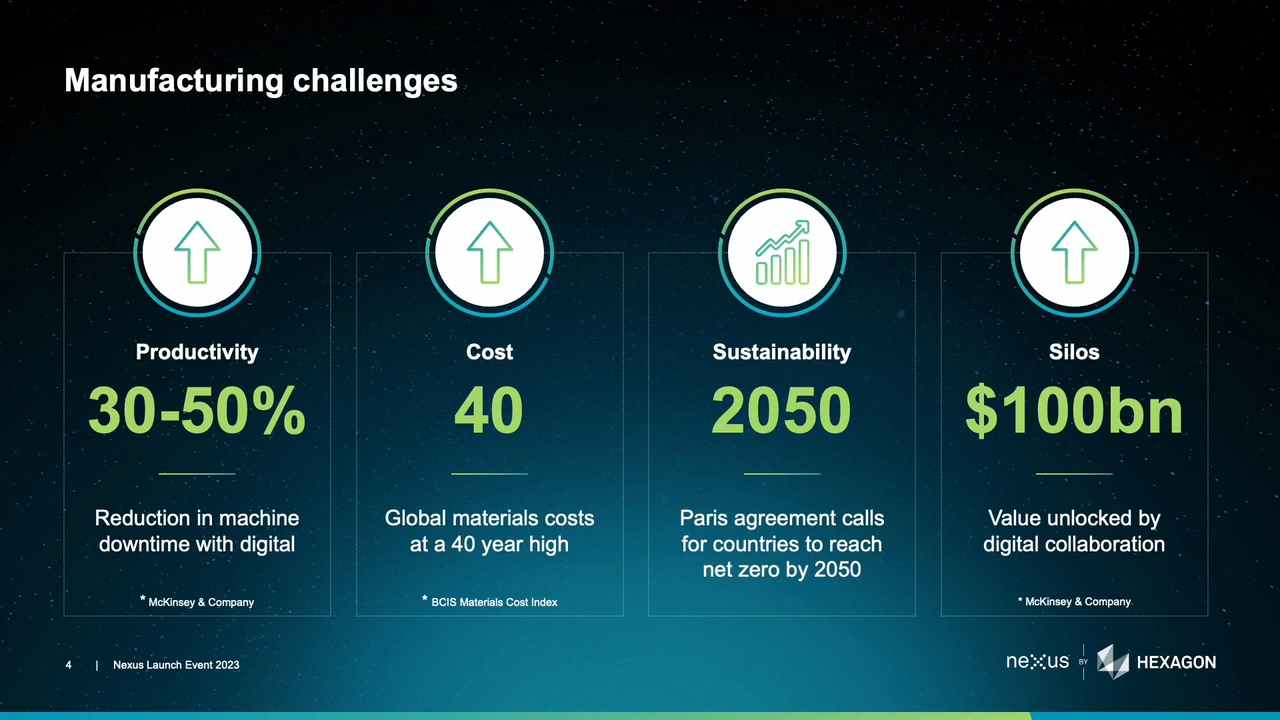 Manufacturing challenges
Productivity
30-50%
Reduction in machine
downtime with digital
* McKinsey & Company
Cost
40
Global materials costs
at a 40 year high
* BCIS Materials Cost Index
Sustainability
2050
Paris agreement calls
for countries to reach
net zero by 2050
Silos
$100bn
Value unlocked by
digital collaboration
* McKinsey & Company
4 | Nexus Launch Event 2023
nexus BY HEXAGON